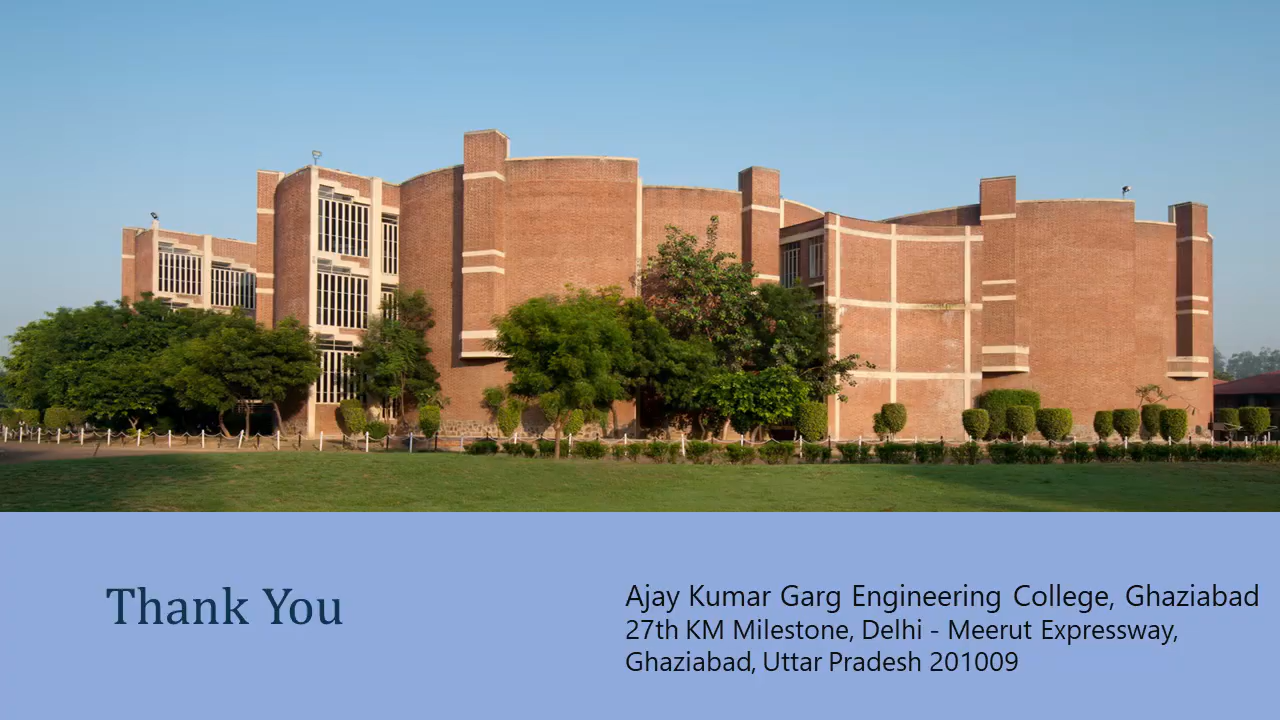 Thank You
Ajay Kumar Garg Engineering College, Ghaziabad
27th KM Milestone, Delhi - Meerut Expressway,
Ghaziabad, Uttar Pradesh 201009